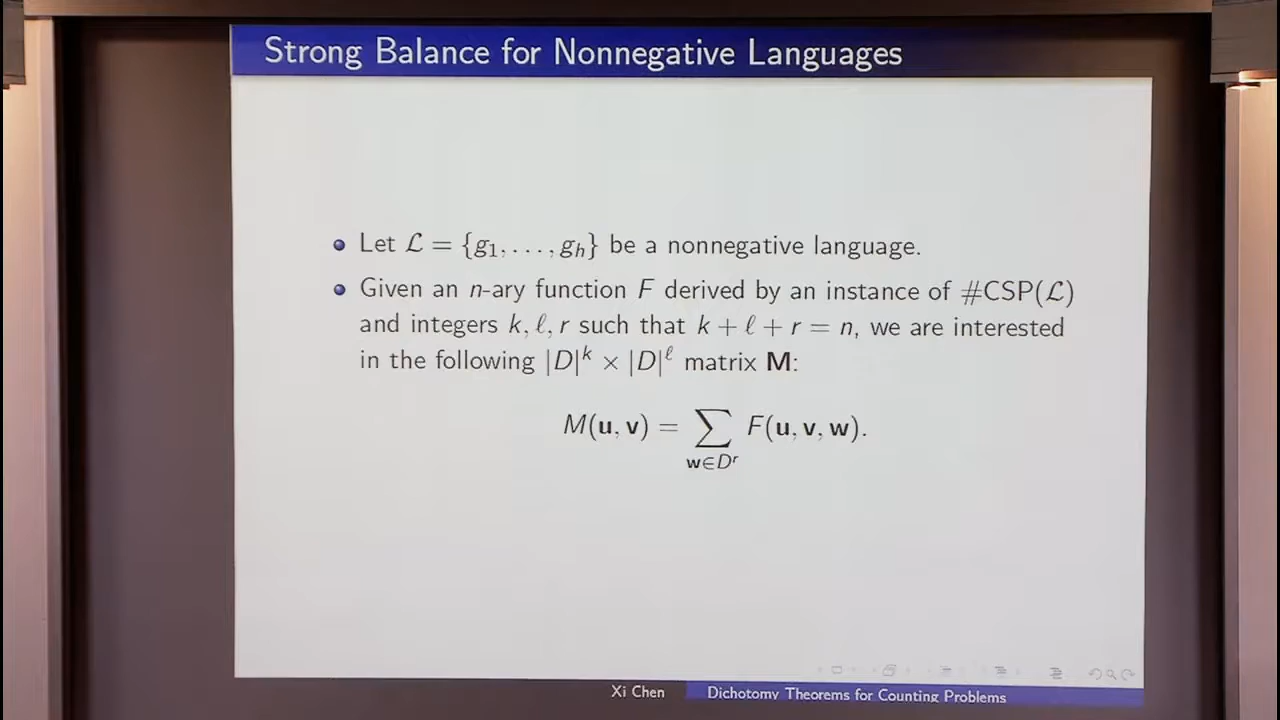 Strong Balance for Nonnegative Languages
Let ℒ = {g₁, . . . , gₕ} be a nonnegative language.
Given an n-ary function F derived by an instance of #CSP(ℒ)
and integers k, ℓ, r such that k + ℓ + r = n, we are interested
in the following |D|ᵏ × |D|^ℓ matrix M:
M(u, v) = ∑ F(u, v, w).
w∈Dʳ
Xi Chen
Dichotomy Theorems for Counting Problems